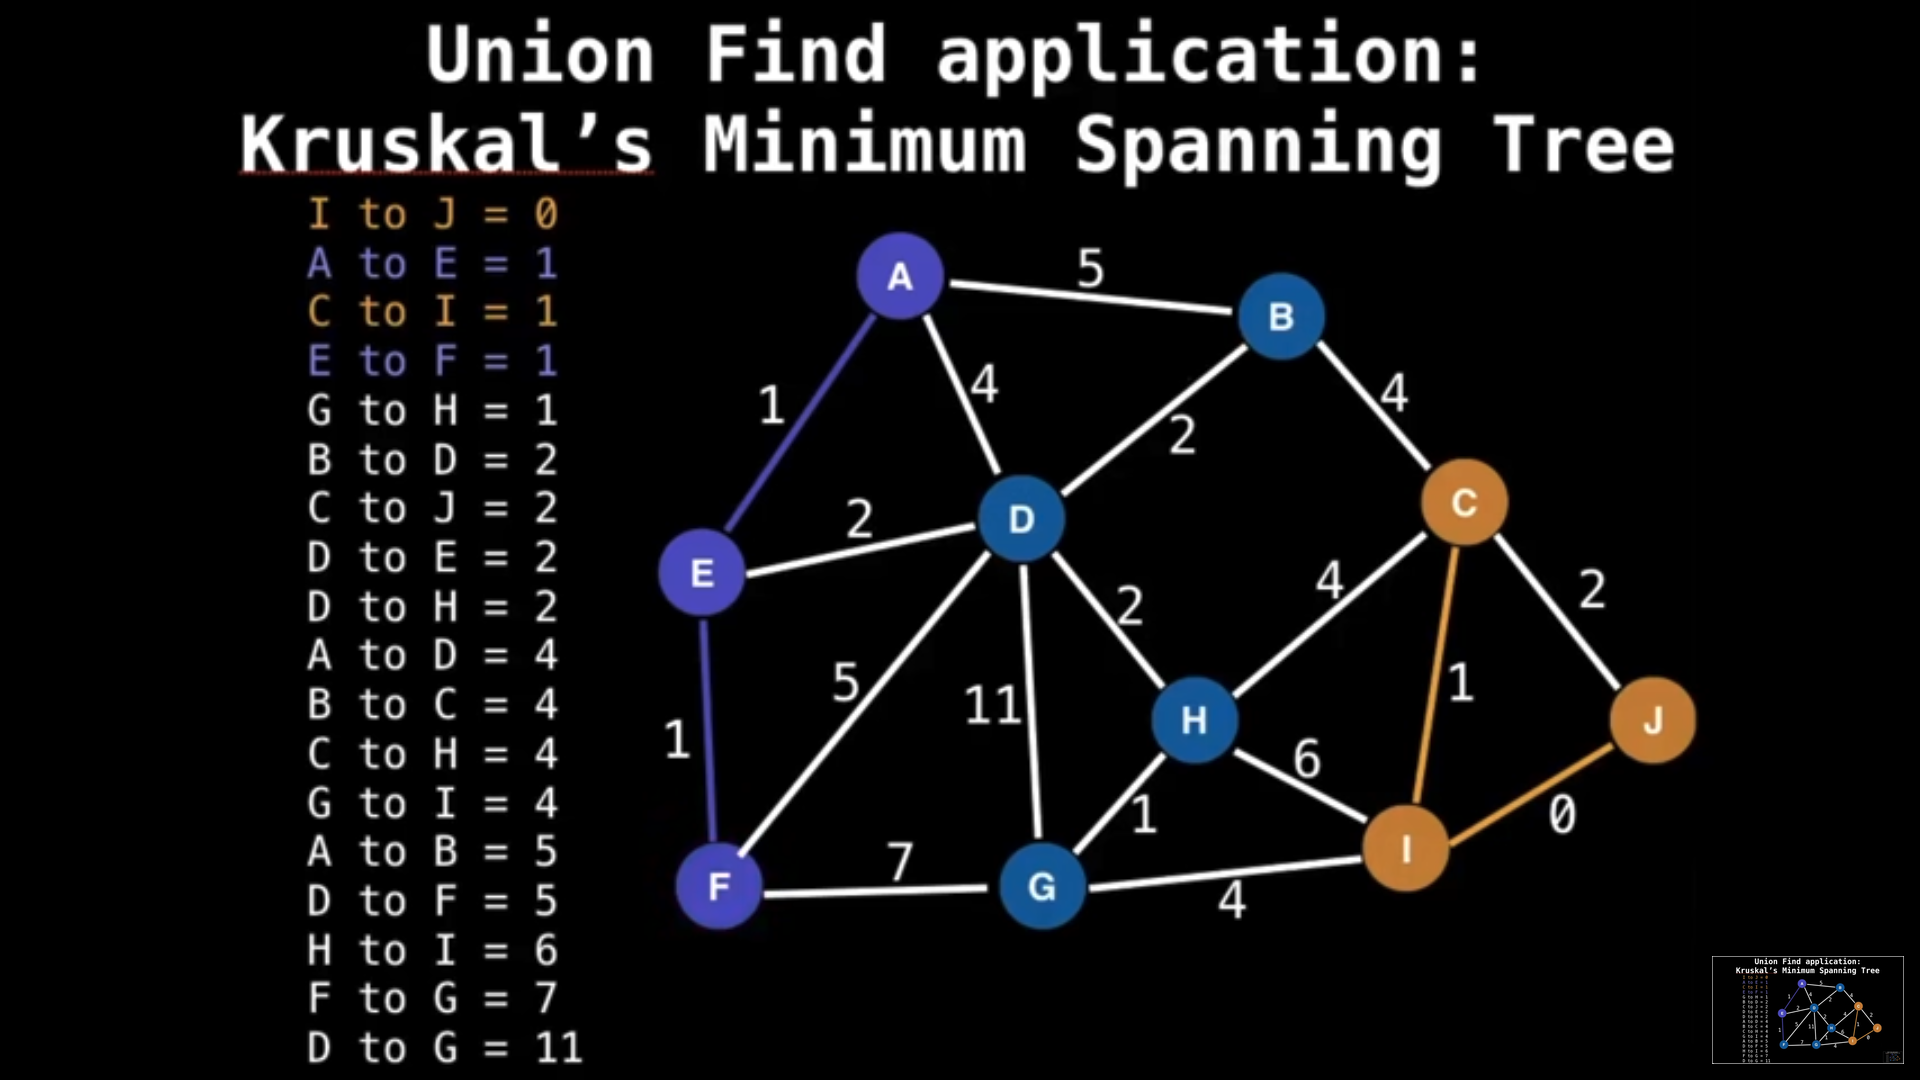 Union Find application:
Kruskal’s Minimum Spanning Tree
I to J = 0
A to E = 1
C to I = 1
E to F = 1
G to H = 1
B to D = 2
C to J = 2
D to E = 2
D to H = 2
A to D = 4
B to C = 4
C to H = 4
G to I = 4
A to B = 5
D to F = 5
H to I = 6
F to G = 7
D to G = 11
A
5
B
4
1
4
2
C
D
2
E
4
2
2
5
11
1
1
H
J
6
1
0
I
7
F
G
4
Union Find application:
Kruskal’s Minimum Spanning Tree